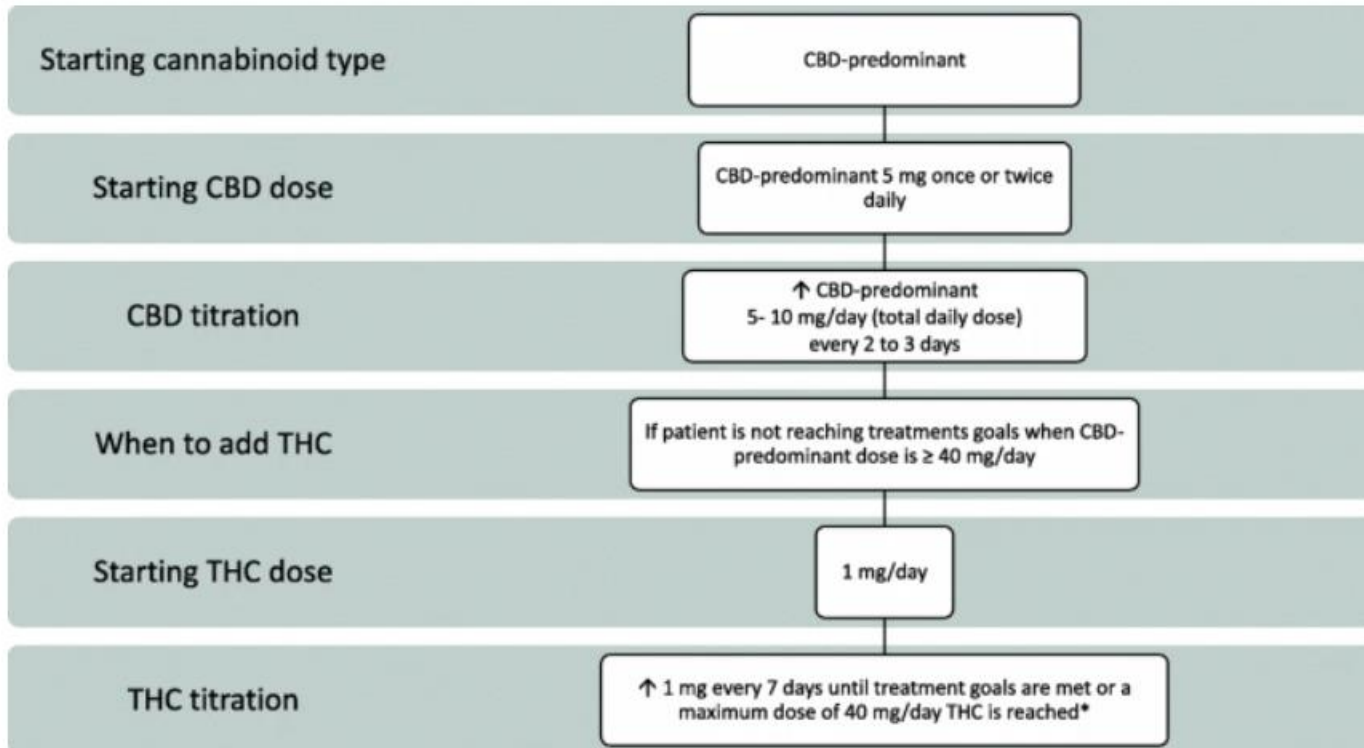 Starting cannabinoid type
CBD-predominant
Starting CBD dose
CBD-predominant 5 mg once or twice
daily
CBD titration
↑ CBD-predominant
5- 10 mg/day (total daily dose)
every 2 to 3 days
When to add THC
If patient is not reaching treatments goals when CBD-
predominant dose is ≥ 40 mg/day
Starting THC dose
1 mg/day
THC titration
↑ 1 mg every 7 days until treatment goals are met or a
maximum dose of 40 mg/day THC is reached*